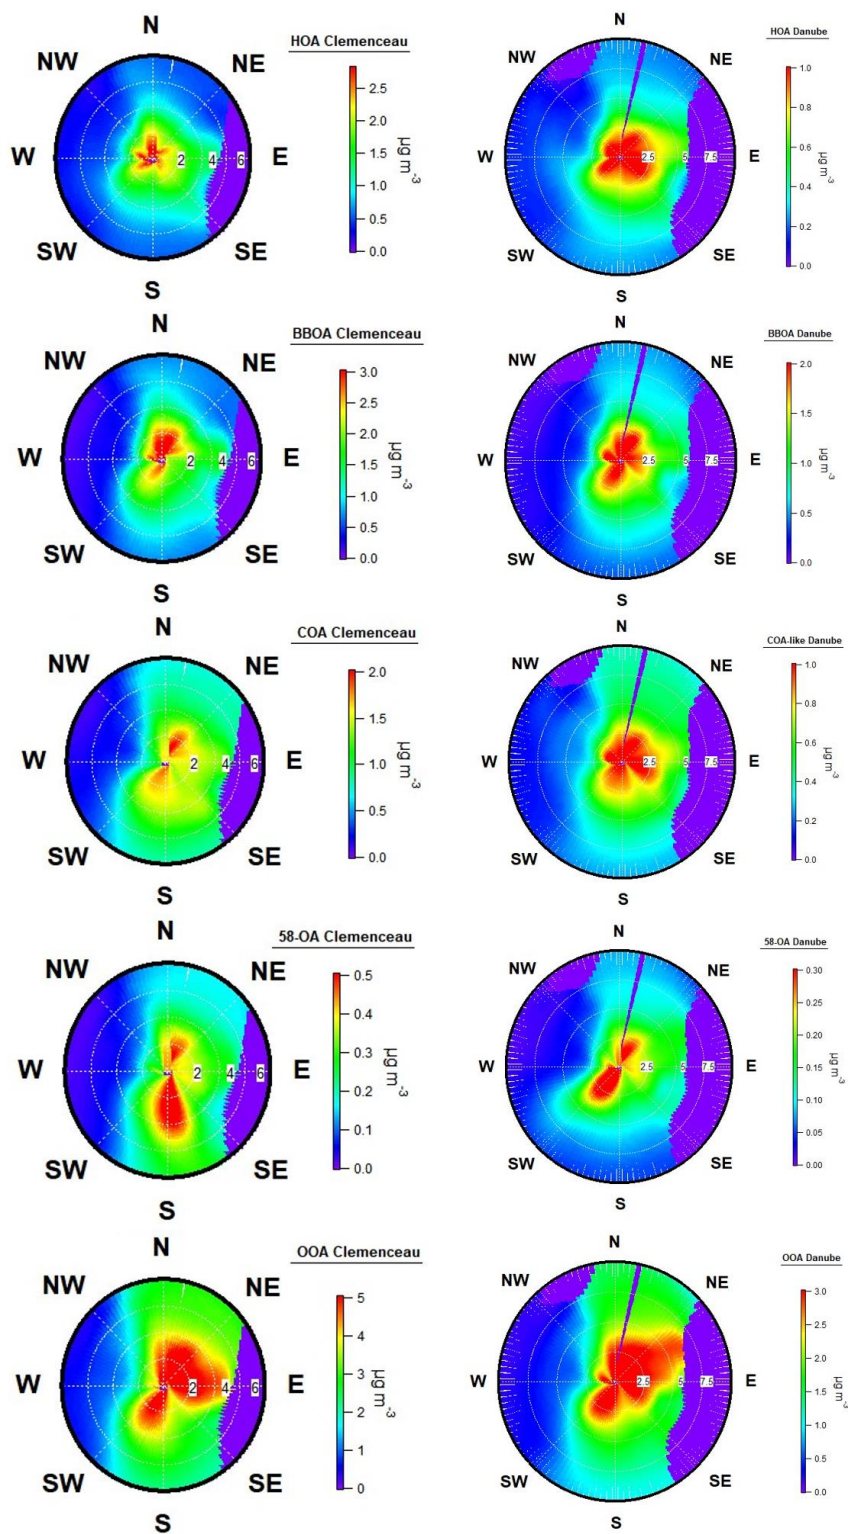 HOA Clemenceau
N
NW
NE
W
2
4
6
E
SW
SE
S
2.5
2.0
1.5
1.0
0.5
0.0
µg m-3
HOA Danube
N
NW
NE
W
2.5
5
7.5
E
SW
SE
S
1.0
0.8
0.6
0.4
0.2
0.0
µg m-3
BBOA Clemenceau
N
NW
NE
W
2
4
6
E
SW
SE
S
3.0
2.5
2.0
1.5
1.0
0.5
0.0
µg m-3
BBOA Danube
N
NW
NE
W
2.5
5
7.5
E
SW
SE
S
2.0
1.5
1.0
0.5
0.0
µg m-3
COA Clemenceau
N
NW
NE
W
2
4
6
E
SW
SE
S
2.0
1.5
1.0
0.5
0.0
µg m-3
COA-like Danube
N
NW
NE
W
2.5
5
7.5
E
SW
SE
S
1.0
0.8
0.6
0.4
0.2
0.0
µg m-3
58-OA Clemenceau
N
NW
NE
W
2
4
6
E
SW
SE
S
0.5
0.4
0.3
0.2
0.1
0.0
µg m-3
58-OA Danube
N
NW
NE
W
2.5
5
7.5
E
SW
SE
S
0.30
0.25
0.20
0.15
0.10
0.05
0.00
µg m-3
OOA Clemenceau
N
NW
NE
W
2
4
6
E
SW
SE
S
5
4
3
2
1
0
µg m-3
OOA Danube
N
NW
NE
W
2.5
5
7.5
E
SW
SE
S
3.0
2.5
2.0
1.5
1.0
0.5
0.0
µg m-3